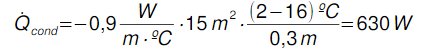 Q̇cond=−0,9 W/(m·ºC) ·15 m² · (2−16) ºC/0,3 m =630 W